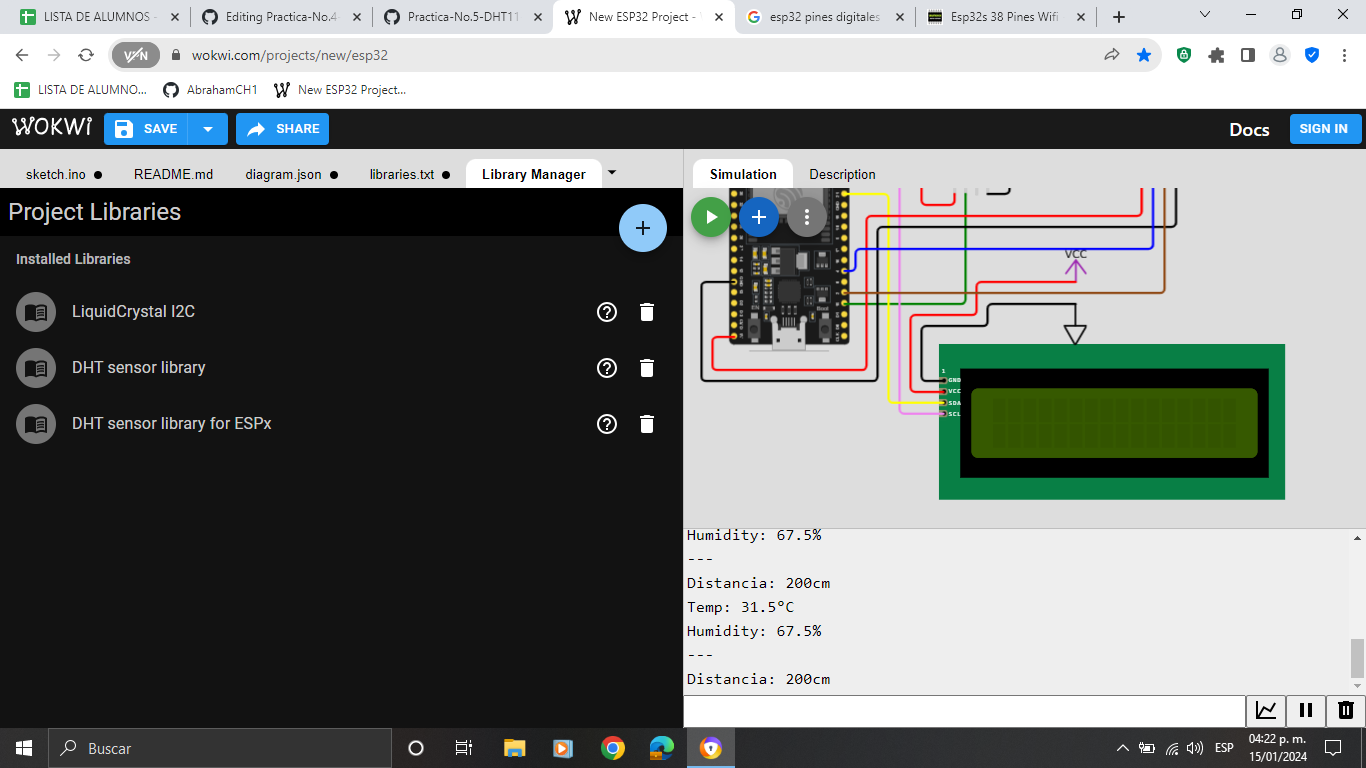 LISTA DE ALUMNOS -
Editing Practica-No.4-
Practica-No.5-DHT11
New ESP32 Project -
esp32 pines digitales
Esp32s 38 Pines Wifi
VPN
wokwi.com/projects/new/esp32
LISTA DE ALUMNO...
AbrahamCH1
New ESP32 Project...
WOKWi
SAVE
SHARE
Docs
SIGN IN
sketch.ino
README.md
diagram.json
libraries.txt
Library Manager
Simulation
Description
Project Libraries
Installed Libraries
LiquidCrystal I2C
DHT sensor library
DHT sensor library for ESPx
VCC
1
GND
VCC
SDA
SCL
Humidity: 67.5%
---
Distancia: 200cm
Temp: 31.5°C
Humidity: 67.5%
---
Distancia: 200cm
Buscar
ESP
04:22 p. m.
15/01/2024